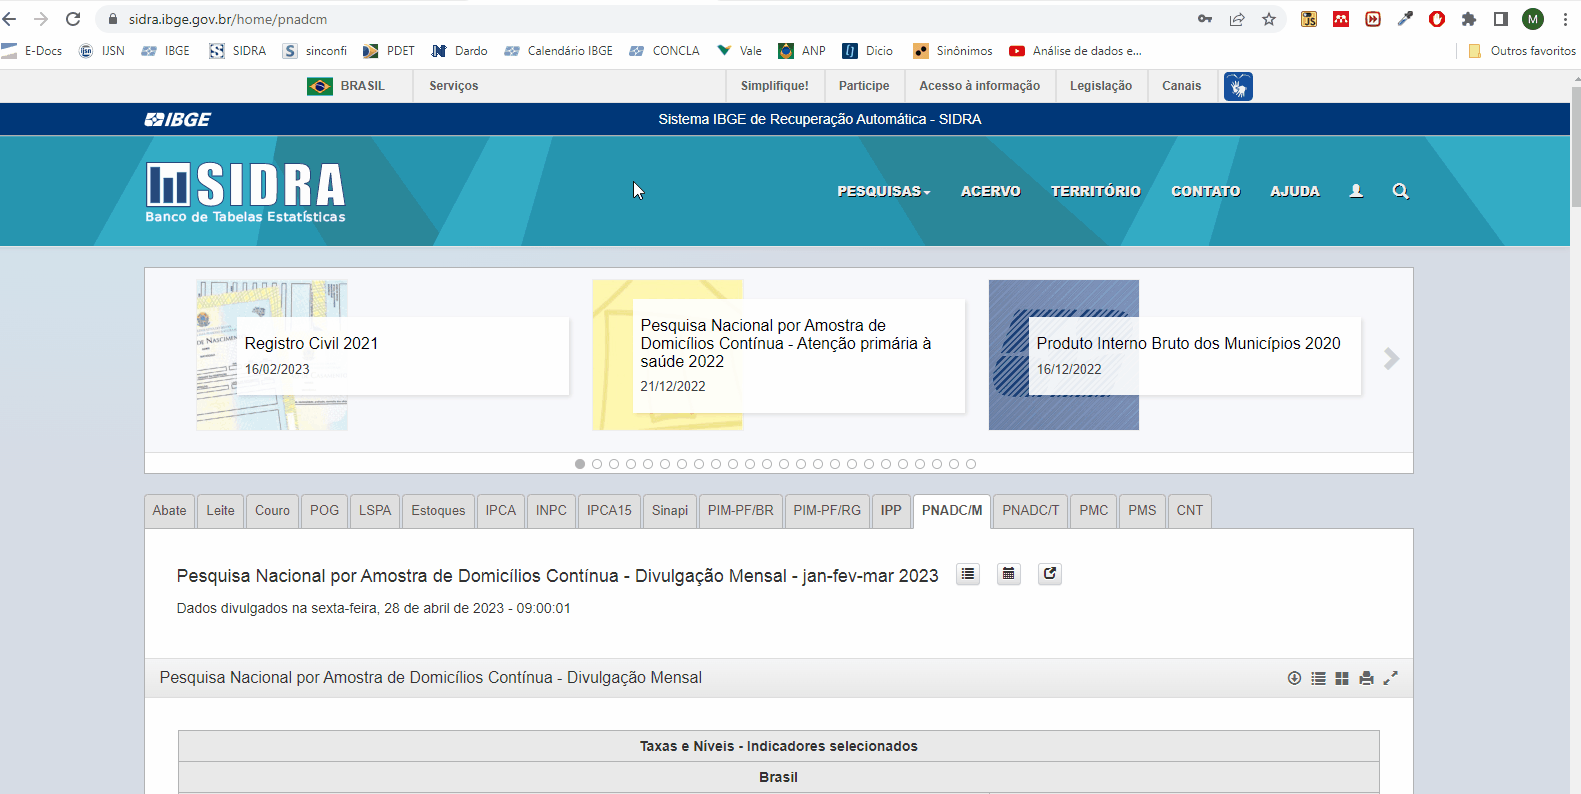 sidra.ibge.gov.br/home/pnadcm
JS
M
E-Docs
IJSN
IBGE
SIDRA
S
sinconfi
PDET
Dardo
Calendário IBGE
CONCLA
Vale
ANP
Dicio
Sinônimos
Análise de dados e...
Outros favoritos
BRASIL
Serviços
Simplifique!
Participe
Acesso à informação
Legislação
Canais
IBGE
Sistema IBGE de Recuperação Automática - SIDRA
SIDRA
Banco de Tabelas Estatísticas
PESQUISAS
ACERVO
TERRITÓRIO
CONTATO
AJUDA
Registro Civil 2021
16/02/2023
Pesquisa Nacional por Amostra de
Domicílios Contínua - Atenção primária à
saúde 2022
21/12/2022
Produto Interno Bruto dos Municípios 2020
16/12/2022
Abate
Leite
Couro
POG
LSPA
Estoques
IPCA
INPC
IPCA15
Sinapi
PIM-PF/BR
PIM-PF/RG
IPP
PNADC/M
PNADC/T
PMC
PMS
CNT
Pesquisa Nacional por Amostra de Domicílios Contínua - Divulgação Mensal - jan-fev-mar 2023
Dados divulgados na sexta-feira, 28 de abril de 2023 - 09:00:01
Pesquisa Nacional por Amostra de Domicílios Contínua - Divulgação Mensal
Taxas e Níveis - Indicadores selecionados
Brasil